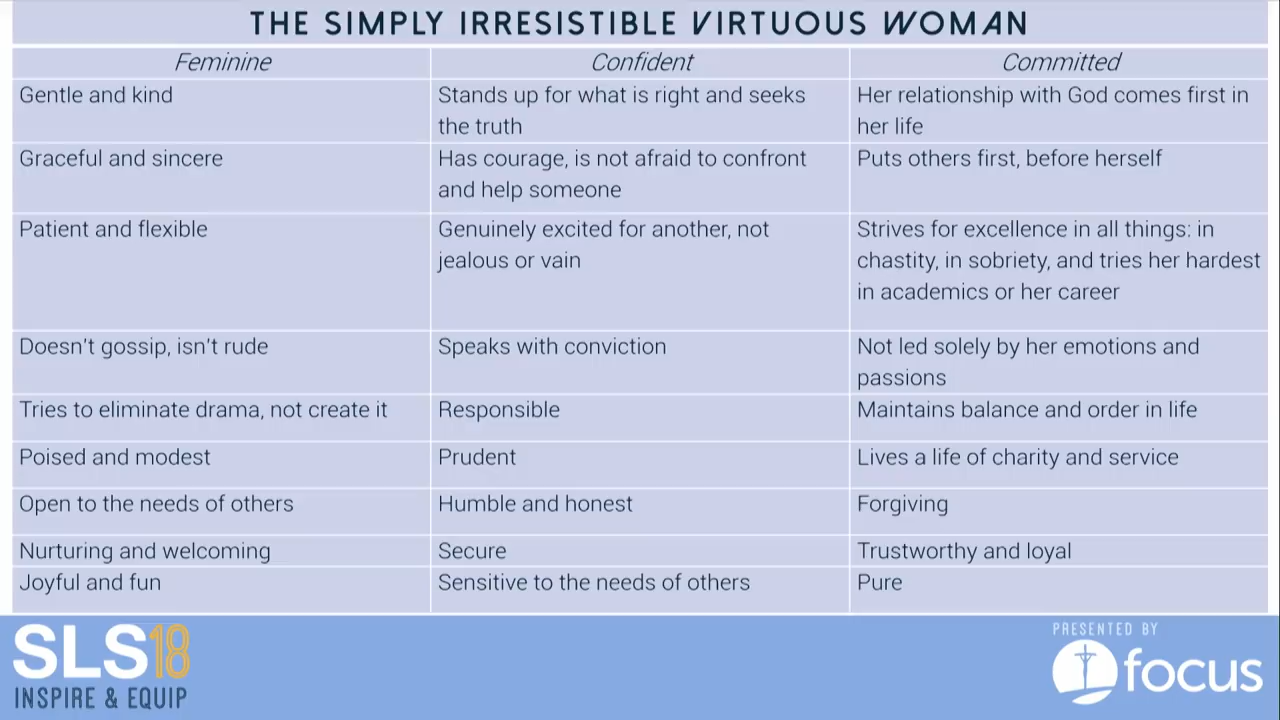 THE SIMPLY IRRESISTIBLE VIRTUOUS WOMAN
Feminine
Confident
Committed
Gentle and kind
Stands up for what is right and seeks
the truth
Her relationship with God comes first in
her life
Graceful and sincere
Has courage, is not afraid to confront
and help someone
Puts others first, before herself
Patient and flexible
Genuinely excited for another, not
jealous or vain
Strives for excellence in all things: in
chastity, in sobriety, and tries her hardest
in academics or her career
Doesn't gossip, isn't rude
Speaks with conviction
Not led solely by her emotions and
passions
Tries to eliminate drama, not create it
Responsible
Maintains balance and order in life
Poised and modest
Prudent
Lives a life of charity and service
Open to the needs of others
Humble and honest
Forgiving
Nurturing and welcoming
Secure
Trustworthy and loyal
Joyful and fun
Sensitive to the needs of others
Pure
SLS18
INSPIRE & EQUIP
PRESENTED BY
focus